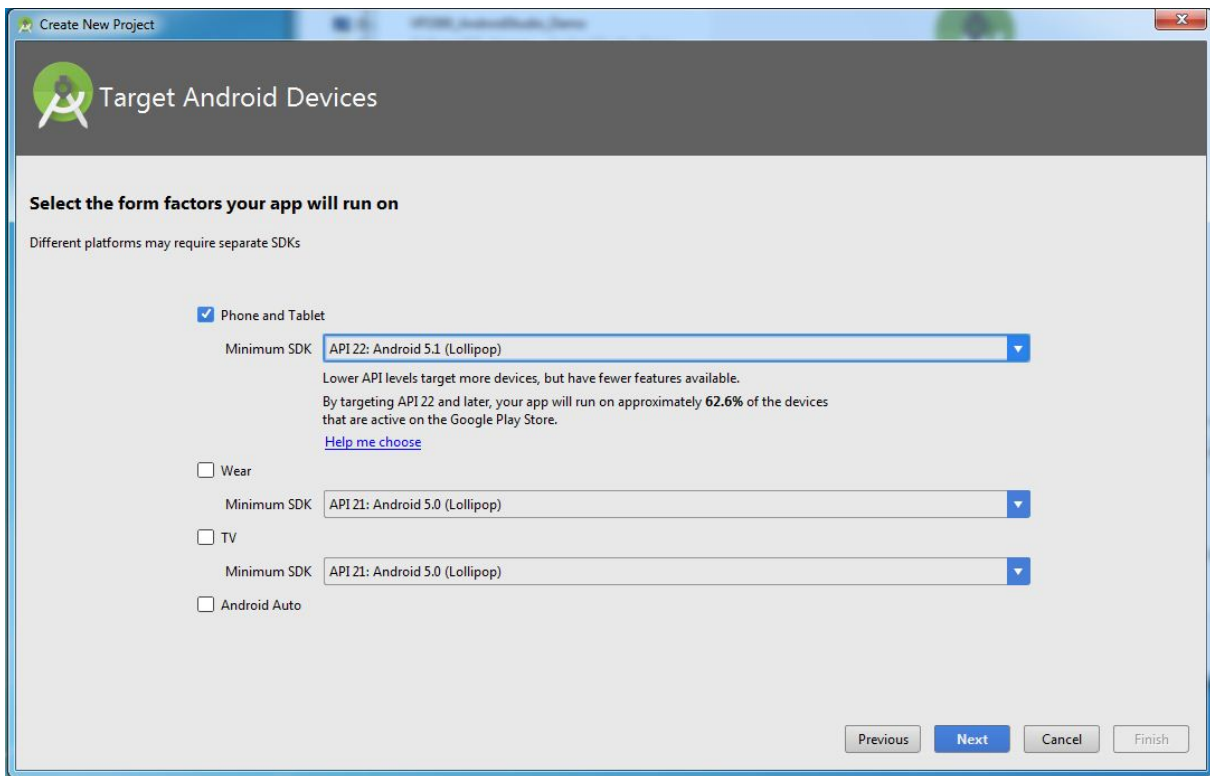 Create New Project
Target Android Devices
Select the form factors your app will run on
Different platforms may require separate SDKs
Phone and Tablet
Minimum SDK API 22: Android 5.1 (Lollipop)
Lower API levels target more devices, but have fewer features available.
By targeting API 22 and later, your app will run on approximately 62.6% of the devices
that are active on the Google Play Store.
Help me choose
Wear
Minimum SDK API 21: Android 5.0 (Lollipop)
TV
Minimum SDK API 21: Android 5.0 (Lollipop)
Android Auto
Previous Next Cancel Finish